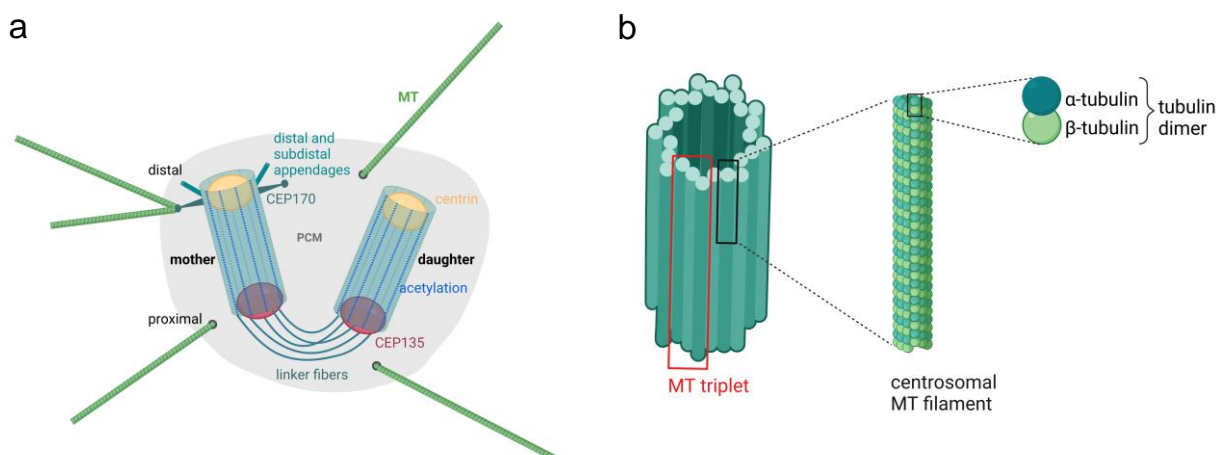 a
b
MT
distal and
subdistal
appendages
distal
CEP170
centrin
PCM
mother
daughter
acetylation
proximal
CEP135
linker fibers
α-tubulin
β-tubulin
tubulin
dimer
MT triplet
centrosomal
MT filament